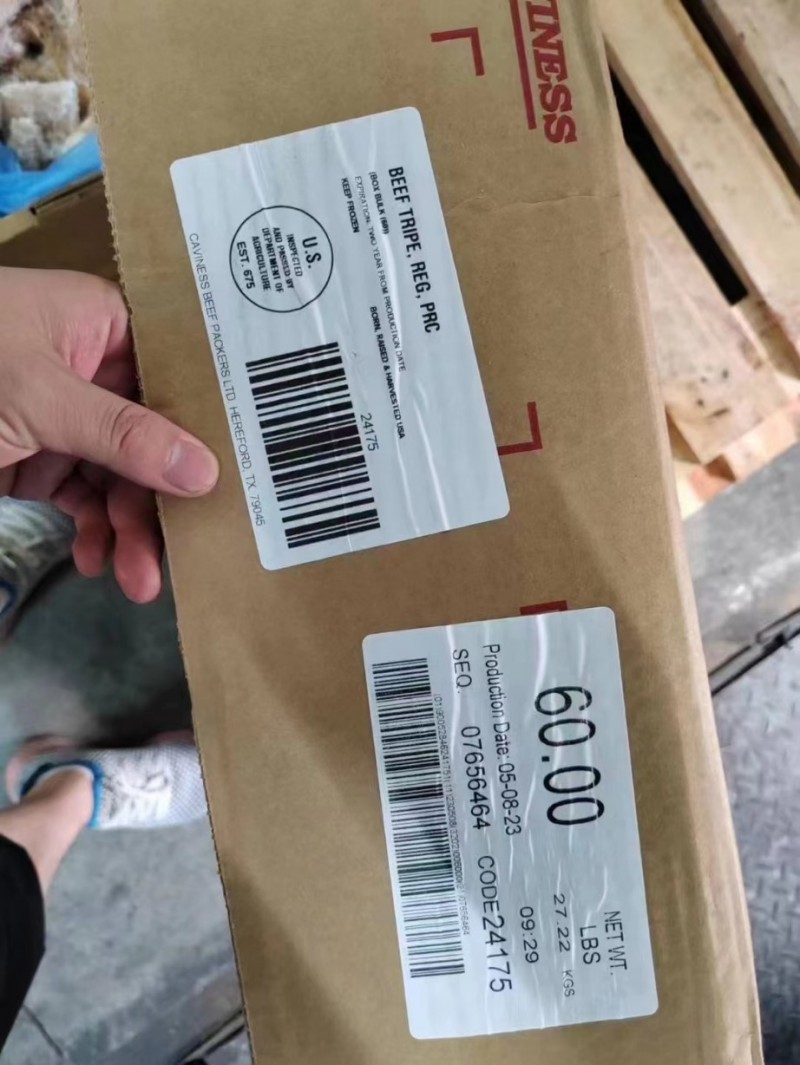 INESS
BEEF TRIPE, REG, PRC
(BOX BULK
EXPIRATION: TWO YEAR FROM PRODUCTION DATE
KEEP FROZEN
BORN, RAISED & HARVESTED USA
U.S.
INSPECTED
AND PASSED BY
DEPARTMENT OF
AGRICULTURE
EST. 675
24175
CAVINESS BEEF PACKERS LTD HEREFORD, TX. 79045
NET WT.
60.00 LBS
27.22 KGS
Production Date: 05-08-23 09:29
SEQ. 07656464 CODE24175